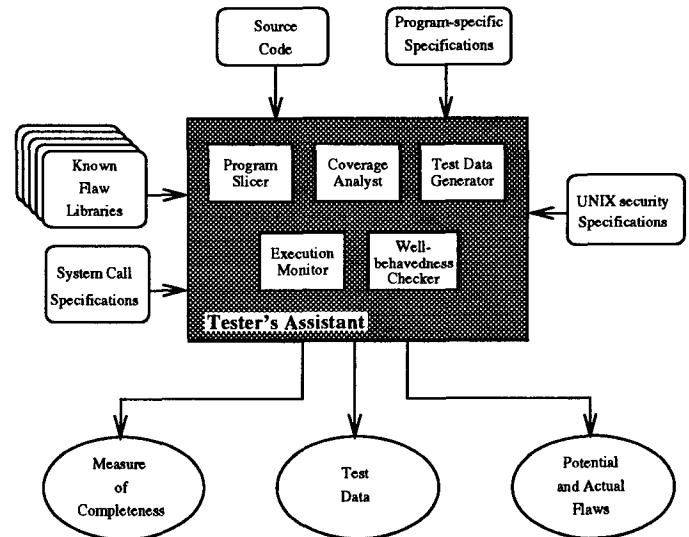 Source
Code
Program-specific
Specifications
Known
Flaw
Libraries
Program
Slicer
Coverage
Analyst
Test Data
Generator
UNIX security
Specifications
System Call
Specifications
Execution
Monitor
Well-
behavedness
Checker
Tester's Assistant
Measure
of
Completeness
Test
Data
Potential
and Actual
Flaws